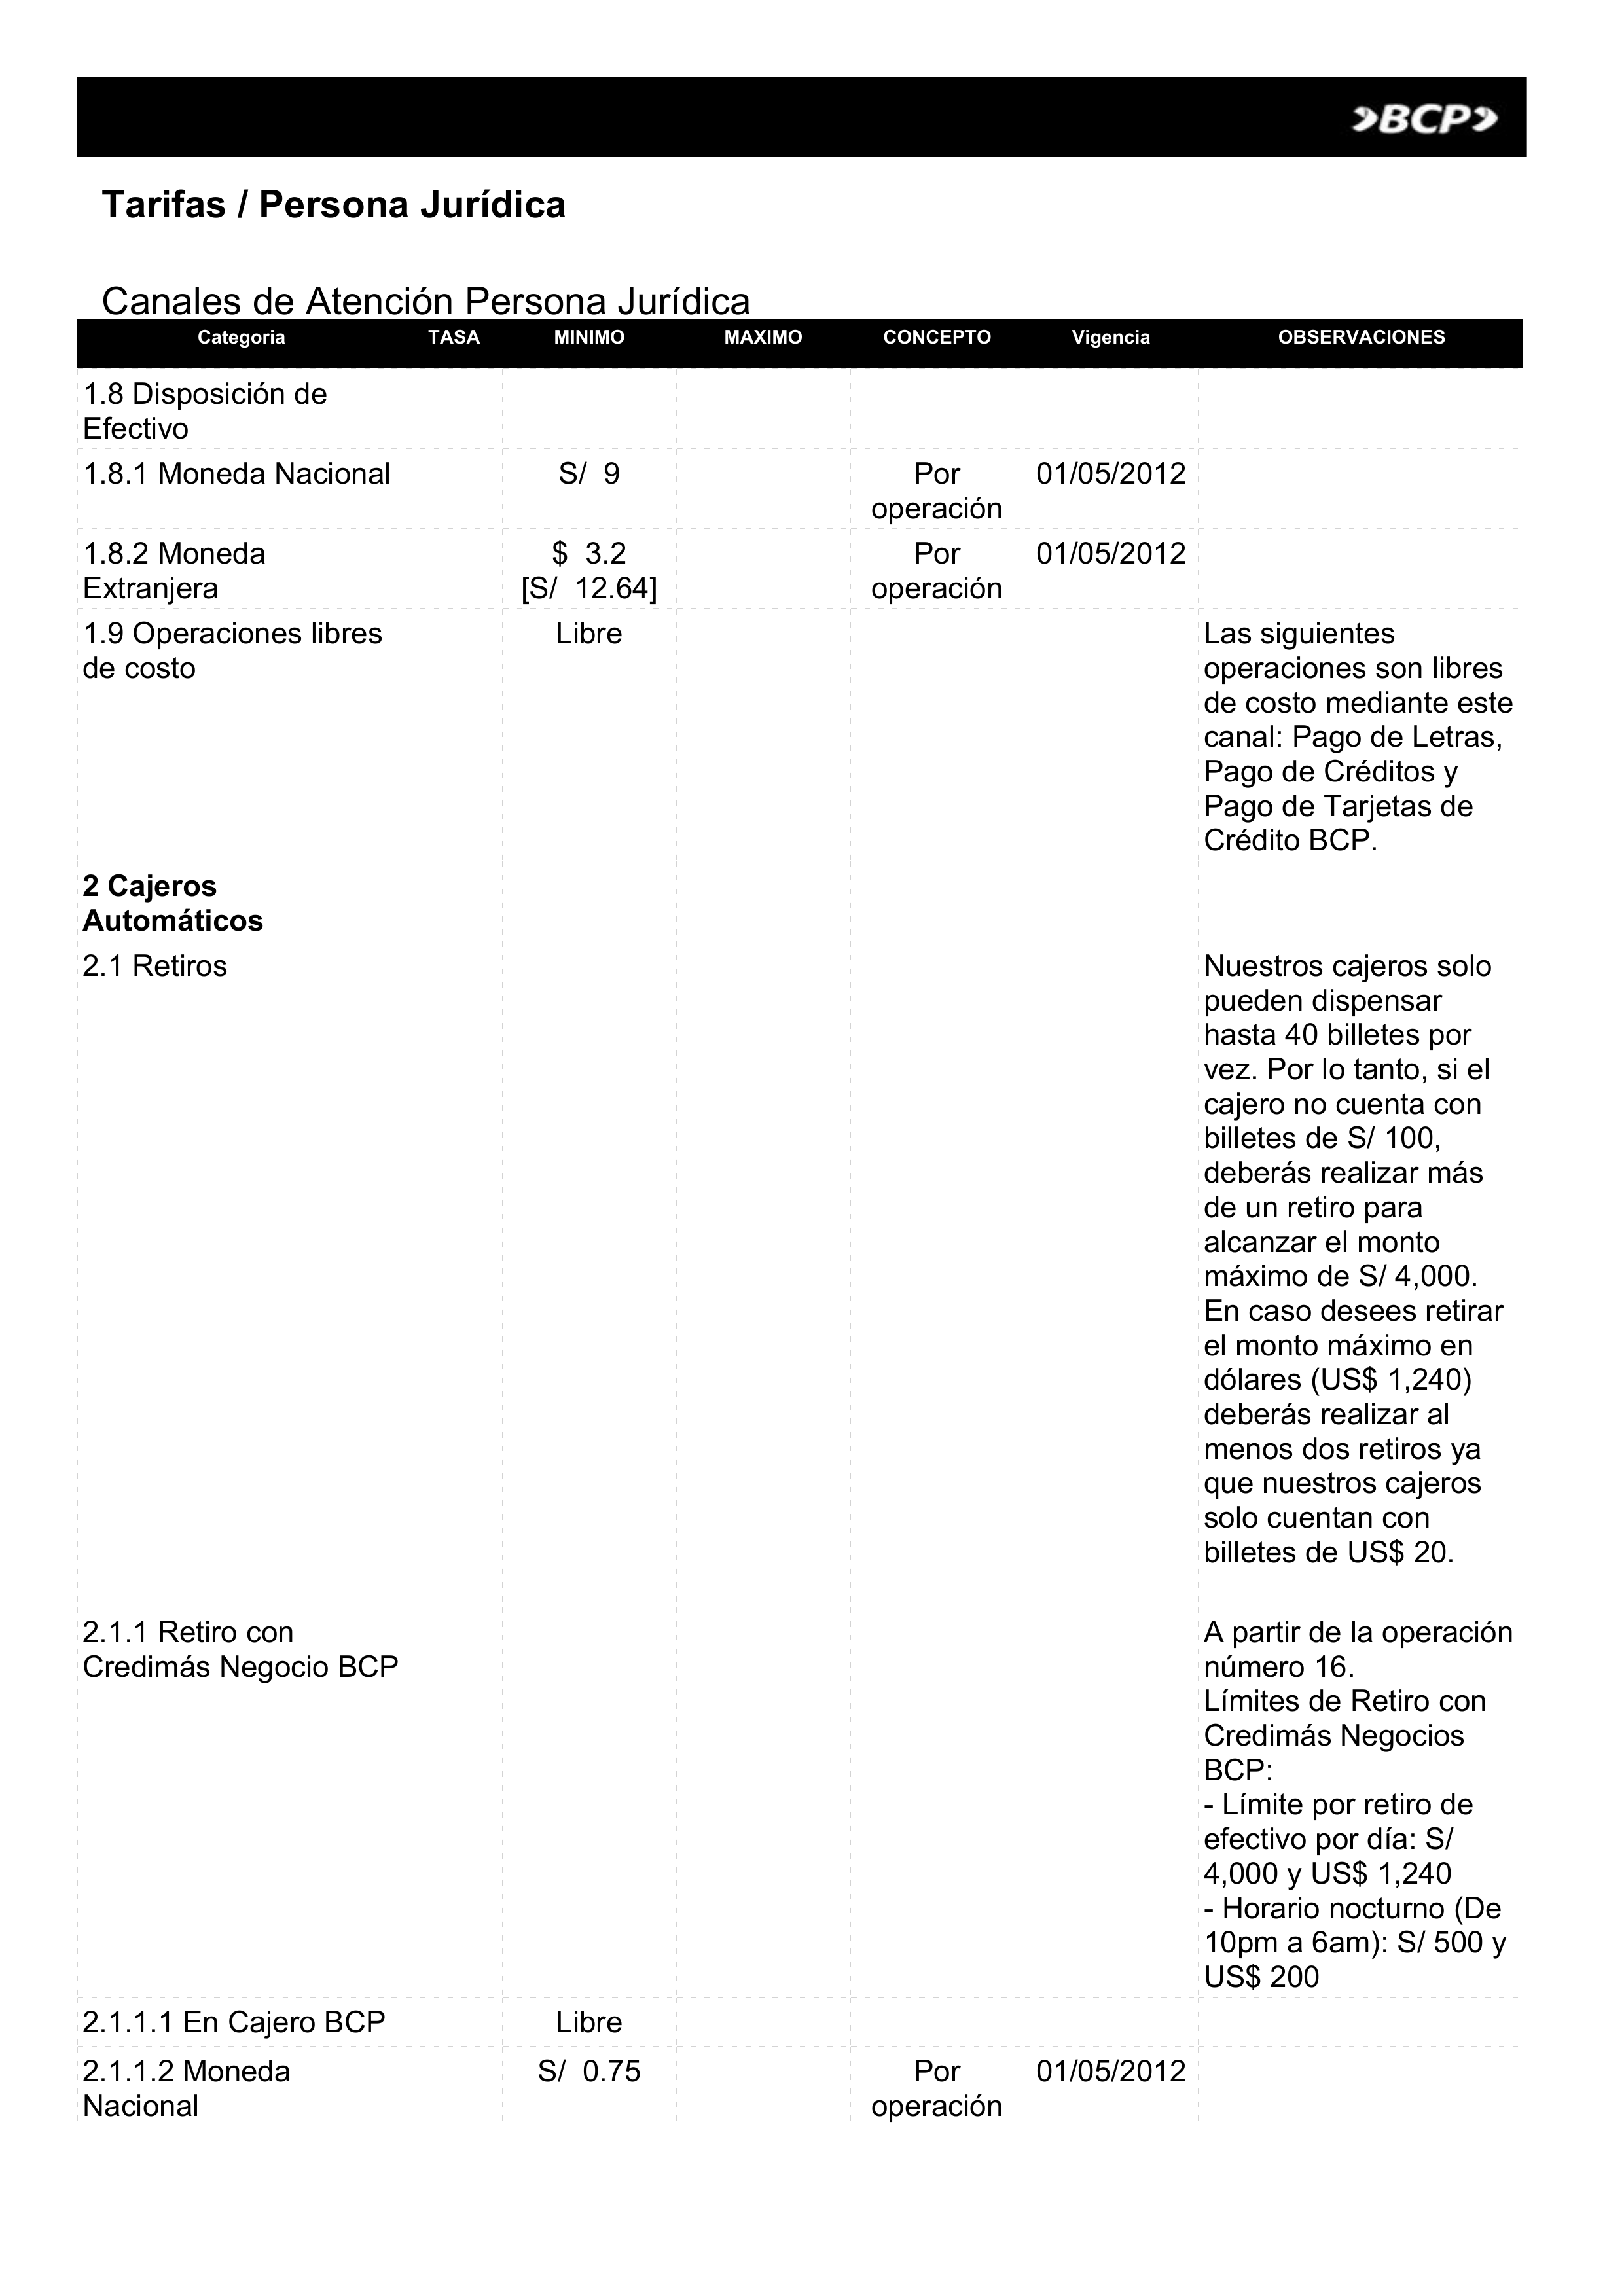 BCP
Tarifas / Persona Jurídica
Canales de Atención Persona Jurídica
Categoria TASA MINIMO MAXIMO CONCEPTO Vigencia OBSERVACIONES
1.8 Disposición de
Efectivo
1.8.1 Moneda Nacional S/ 9 Por 01/05/2012
operación
1.8.2 Moneda $ 3.2 Por 01/05/2012
Extranjera [S/ 12.64] operación
1.9 Operaciones libres Libre Las siguientes
de costo operaciones son libres
de costo mediante este
canal: Pago de Letras,
Pago de Créditos y
Pago de Tarjetas de
Crédito BCP.
2 Cajeros
Automáticos
2.1 Retiros Nuestros cajeros solo
pueden dispensar
hasta 40 billetes por
vez. Por lo tanto, si el
cajero no cuenta con
billetes de S/ 100,
deberás realizar más
de un retiro para
alcanzar el monto
máximo de S/ 4,000.
En caso desees retirar
el monto máximo en
dólares (US$ 1,240)
deberás realizar al
menos dos retiros ya
que nuestros cajeros
solo cuentan con
billetes de US$ 20.
2.1.1 Retiro con A partir de la operación
Credimás Negocio BCP número 16.
Límites de Retiro con
Credimás Negocios
BCP:
- Límite por retiro de
efectivo por día: S/
4,000 y US$ 1,240
- Horario nocturno (De
10pm a 6am): S/ 500 y
US$ 200
2.1.1.1 En Cajero BCP Libre
2.1.1.2 Moneda S/ 0.75 Por 01/05/2012
Nacional operación